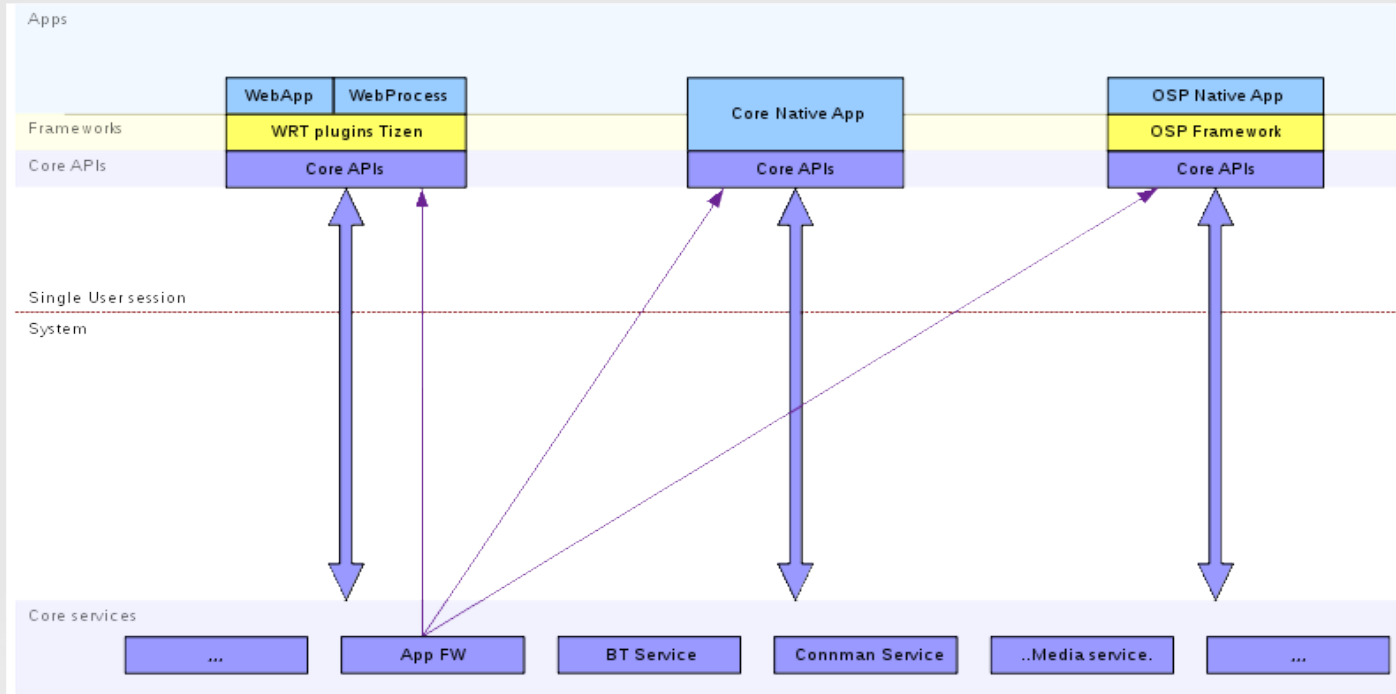 Apps
WebApp
WebProcess
Core Native App
OSP Native App
Frameworks
WRT plugins Tizen
OSP Framework
Core APIs
Core APIs
Core APIs
Core APIs
Single User session
System
Core services
,,,
App FW
BT Service
Connman Service
..Media service.
,,,